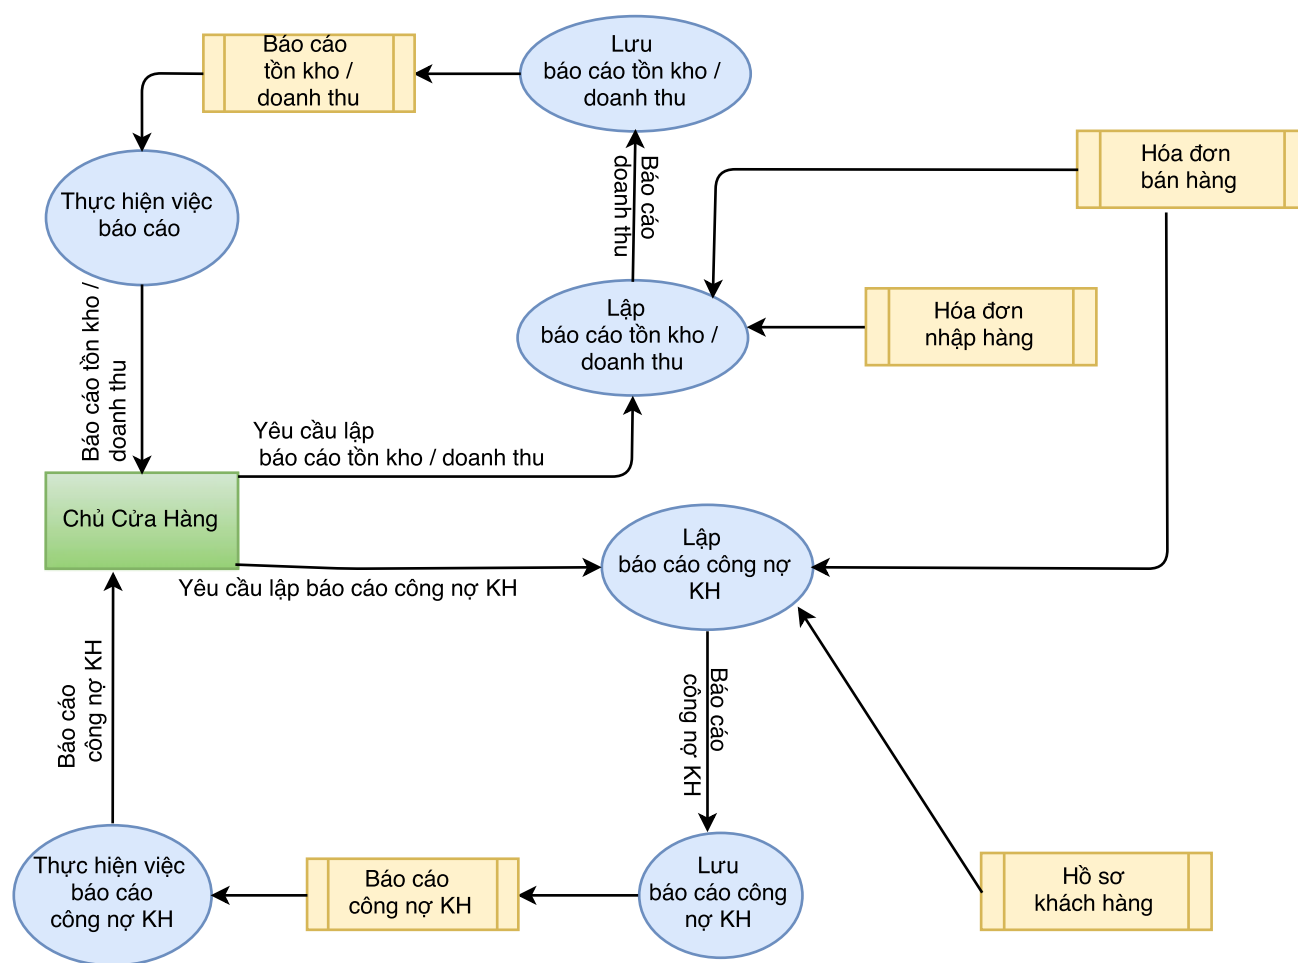 Báo cáo
tồn kho /
doanh thu
Lưu
báo cáo tồn kho /
doanh thu
Hóa đơn
bán hàng
Thực hiện việc
báo cáo
Báo cáo
doanh thu
Báo cáo tồn kho /
doanh thu
Lập
báo cáo tồn kho /
doanh thu
Hóa đơn
nhập hàng
Yêu cầu lập
báo cáo tồn kho / doanh thu
Chủ Cửa Hàng
Lập
báo cáo công nợ
KH
Yêu cầu lập báo cáo công nợ KH
Báo cáo
công nợ KH
Báo cáo
công nợ KH
Thực hiện việc
báo cáo
công nợ KH
Báo cáo
công nợ KH
Lưu
báo cáo công
nợ KH
Hồ sơ
khách hàng